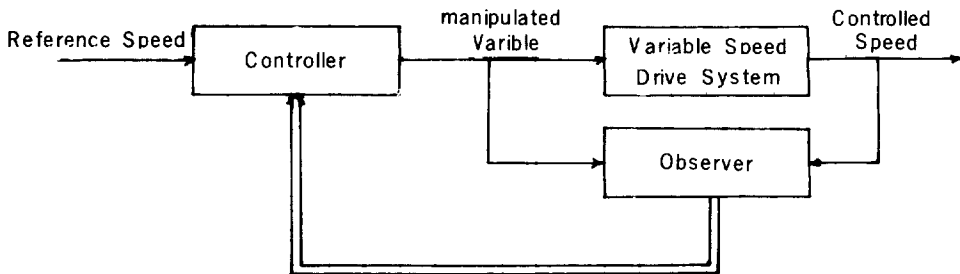 Reference Speed
Controller
manipulated
Varible
Variable Speed
Drive System
Controlled
Speed
Observer